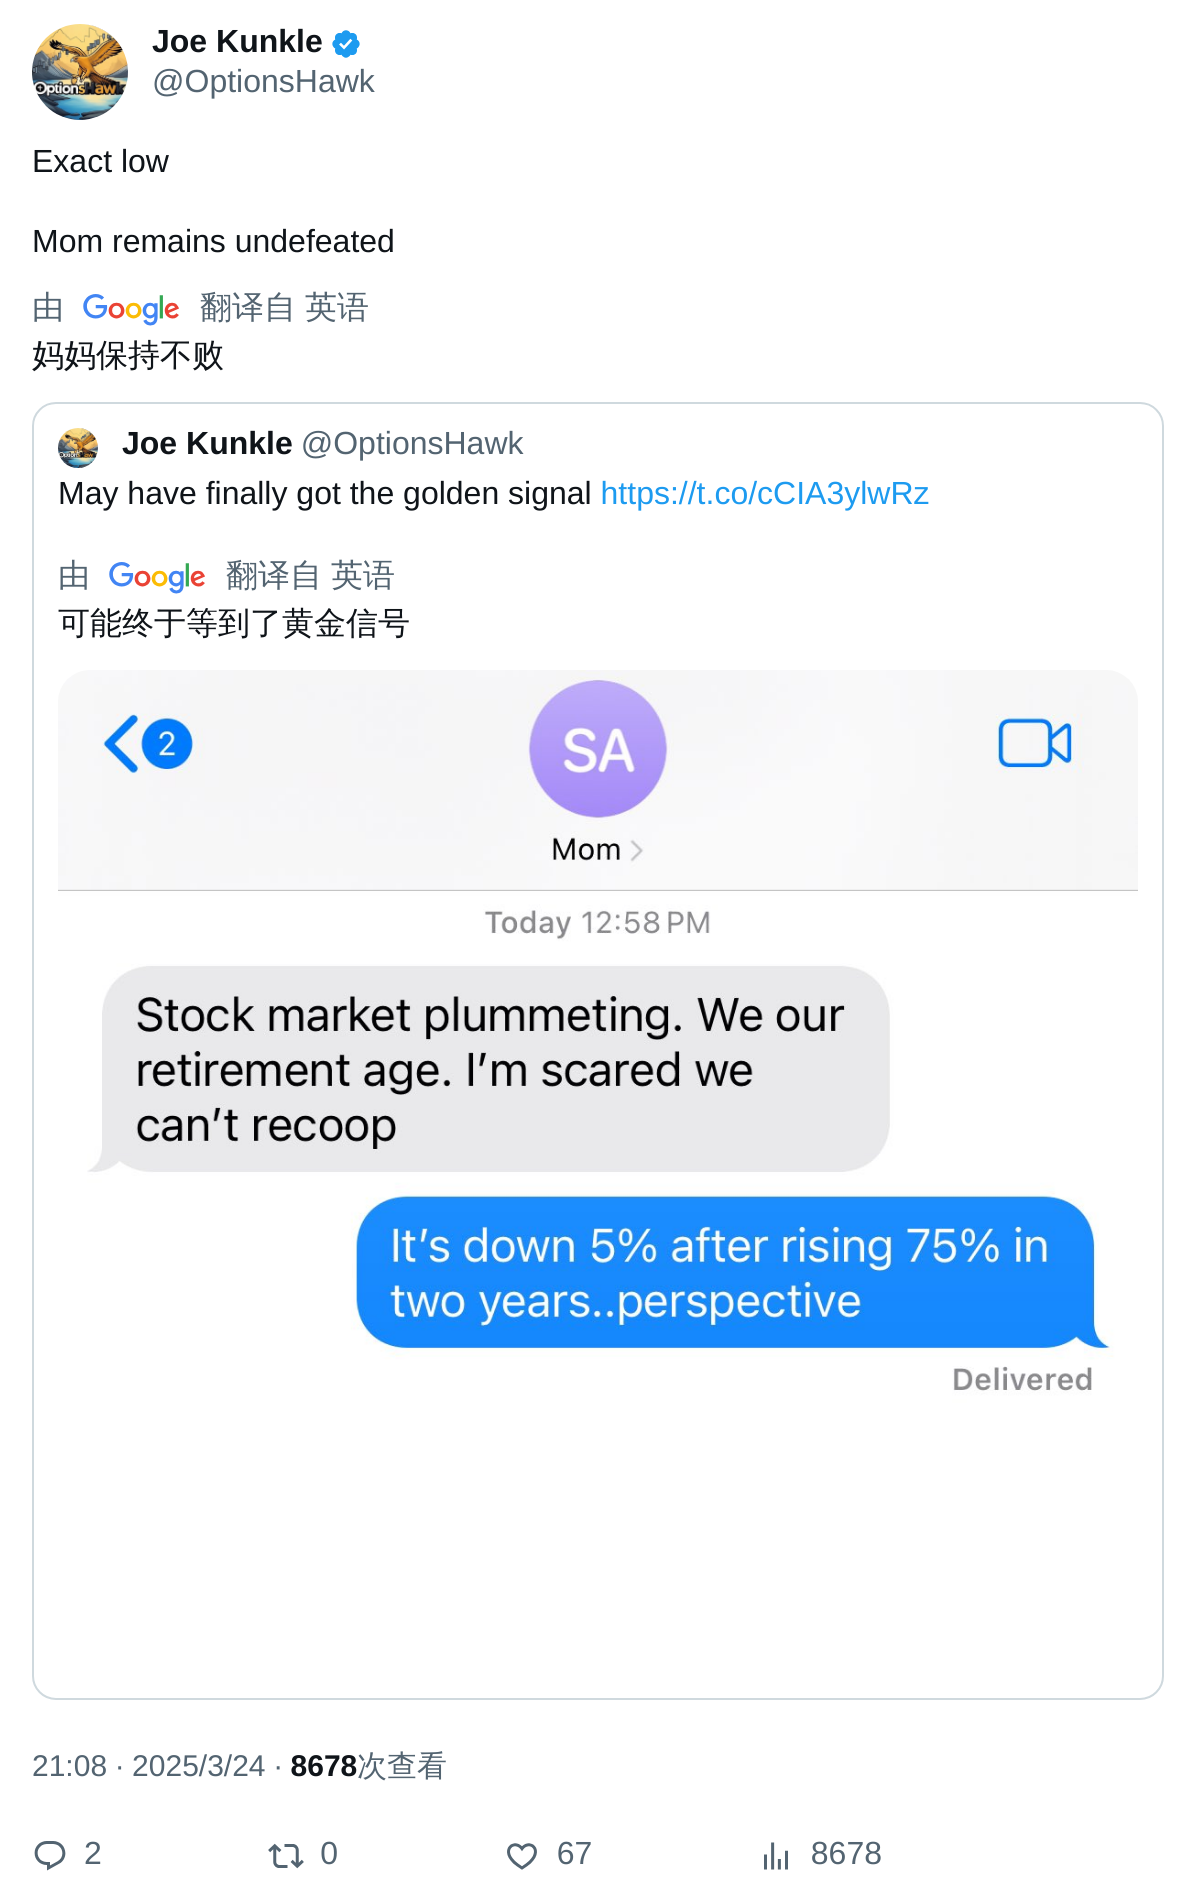 Joe Kunkle
@OptionsHawk
Exact low
Mom remains undefeated
由 Google 翻译自 英语
妈妈保持不败
Joe Kunkle @OptionsHawk
May have finally got the golden signal https://t.co/cCIA3ylwRz
由 Google 翻译自 英语
可能终于等到了黄金信号
2
SA
Mom
Today 12:58 PM
Stock market plummeting. We our
retirement age. I’m scared we
can’t recoop
It’s down 5% after rising 75% in
two years..perspective
Delivered
21:08 · 2025/3/24 · 8678次查看
2 0 67 8678